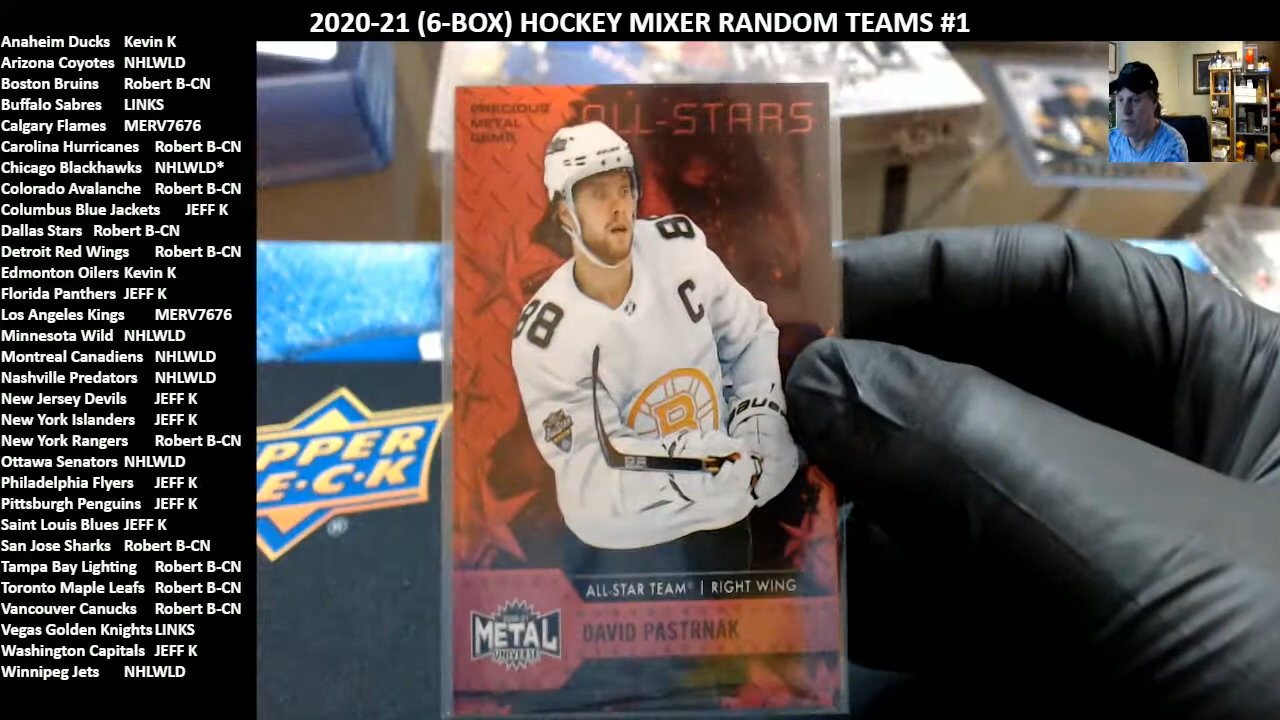 2020-21 (6-BOX) HOCKEY MIXER RANDOM TEAMS #1
Anaheim Ducks Kevin K
Arizona Coyotes NHLWLD
Boston Bruins Robert B-CN
Buffalo Sabres LINKS
Calgary Flames MERV7676
Carolina Hurricanes Robert B-CN
Chicago Blackhawks NHLWLD*
Colorado Avalanche Robert B-CN
Columbus Blue Jackets JEFF K
Dallas Stars Robert B-CN
Detroit Red Wings Robert B-CN
Edmonton Oilers Kevin K
Florida Panthers JEFF K
Los Angeles Kings MERV7676
Minnesota Wild NHLWLD
Montreal Canadiens NHLWLD
Nashville Predators NHLWLD
New Jersey Devils JEFF K
New York Islanders JEFF K
New York Rangers Robert B-CN
Ottawa Senators NHLWLD
Philadelphia Flyers JEFF K
Pittsburgh Penguins JEFF K
Saint Louis Blues JEFF K
San Jose Sharks Robert B-CN
Tampa Bay Lighting Robert B-CN
Toronto Maple Leafs Robert B-CN
Vancouver Canucks Robert B-CN
Vegas Golden Knights LINKS
Washington Capitals JEFF K
Winnipeg Jets NHLWLD
PRECIOUS
METAL
GEMS
ALL-STARS
88
88
C
B
BAUER
PPER
E·C·K
®
ALL-STAR TEAM® | RIGHT WING
DAVID PASTRNAK
2020-21
METAL
UNIVERSE